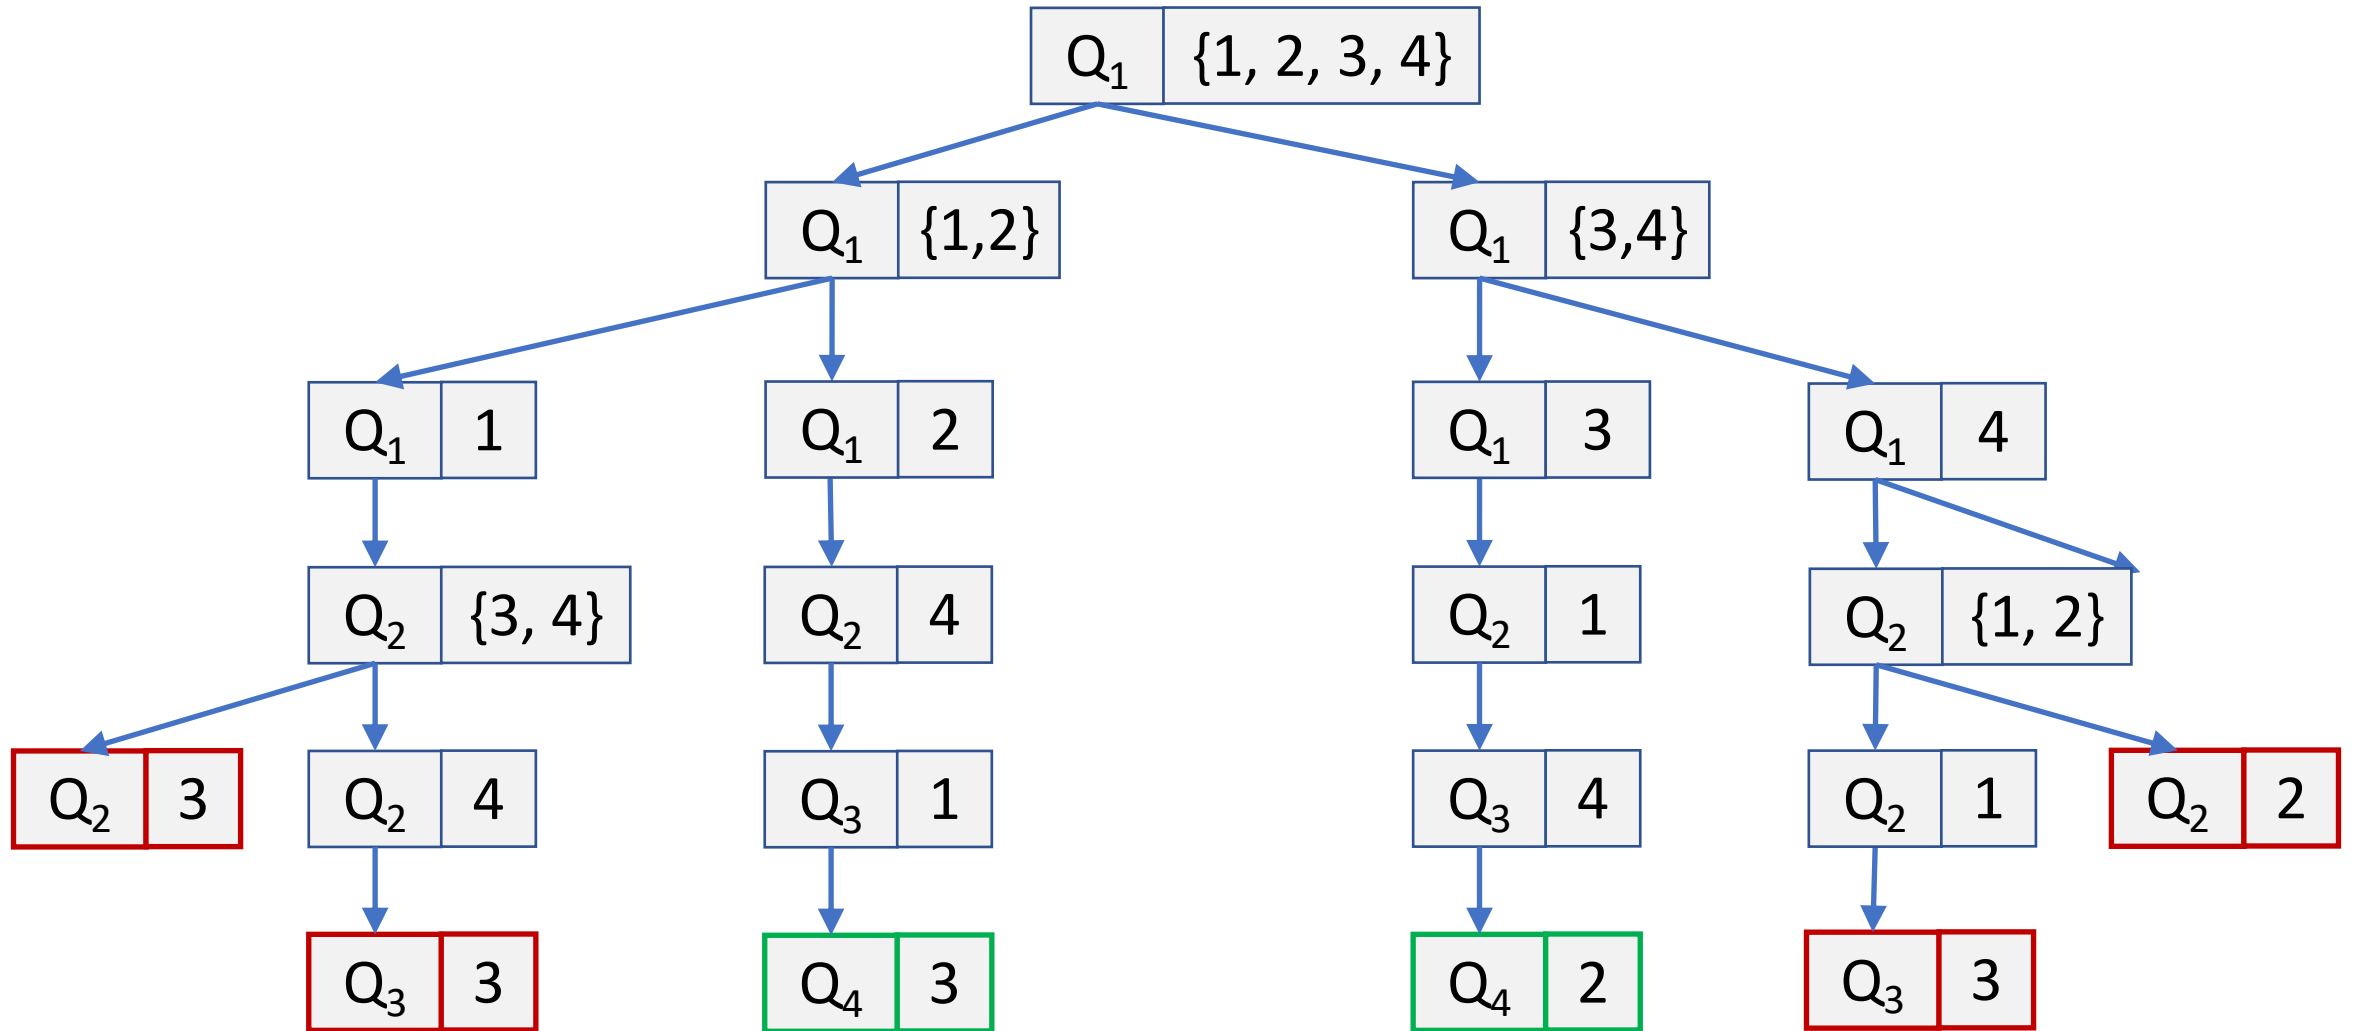 Q₁ {1, 2, 3, 4}
Q₁ {1,2} Q₁ {3,4}
Q₁ 1 Q₁ 2 Q₁ 3 Q₁ 4
Q₂ {3, 4} Q₂ 4 Q₂ 1 Q₂ {1, 2}
Q₂ 3 Q₂ 4 Q₃ 1 Q₃ 4 Q₂ 1 Q₂ 2
Q₃ 3 Q₄ 3 Q₄ 2 Q₃ 3